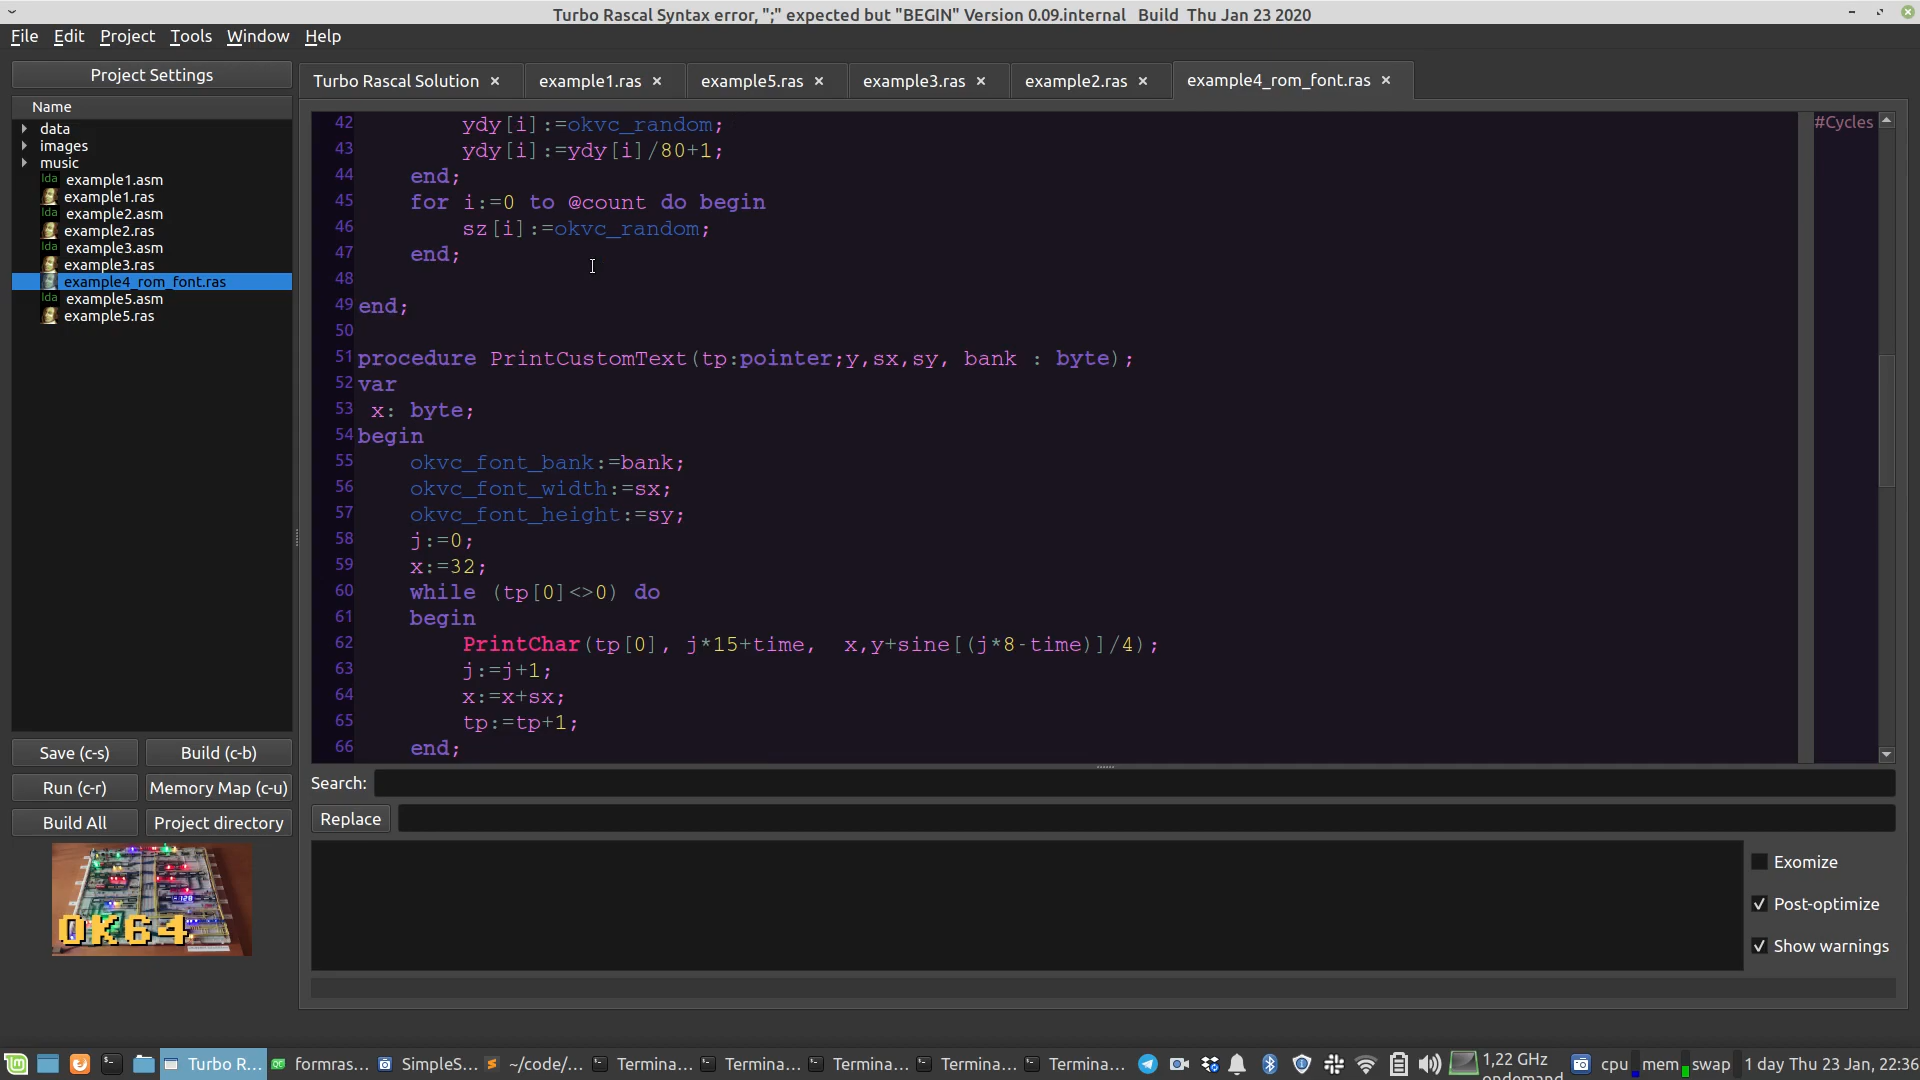 Turbo Rascal Syntax error, ";" expected but "BEGIN" Version 0.09.internal Build Thu Jan 23 2020
File Edit Project Tools Window Help
Project Settings
Name
data
images
music
lda example1.asm
example1.ras
lda example2.asm
example2.ras
lda example3.asm
example3.ras
example4_rom_font.ras
lda example5.asm
example5.ras
Save (c-s) Build (c-b)
Run (c-r) Memory Map (c-u)
Build All Project directory
OK64
Turbo Rascal Solution × example1.ras × example5.ras × example3.ras × example2.ras × example4_rom_font.ras ×
#Cycles
42 ydy[i]:=okvc_random;
43 ydy[i]:=ydy[i]/80+1;
44 end;
45 for i:=0 to @count do begin
46 sz[i]:=okvc_random;
47 end;
48
49 end;
50
51 procedure PrintCustomText(tp:pointer;y,sx,sy, bank : byte);
52 var
53 x: byte;
54 begin
55 okvc_font_bank:=bank;
56 okvc_font_width:=sx;
57 okvc_font_height:=sy;
58 j:=0;
59 x:=32;
60 while (tp[0]<>0) do
61 begin
62 PrintChar(tp[0], j*15+time,  x,y+sine[(j*8-time)]/4);
63 j:=j+1;
64 x:=x+sx;
65 tp:=tp+1;
66 end;
Search:
Replace
Exomize
Post-optimize
Show warnings
Turbo R... formras... SimpleS... ~/code/... Termina... Termina... Termina... Termina... Termina... 1,22 GHz ondemand cpu mem swap 1 day Thu 23 Jan, 22:36